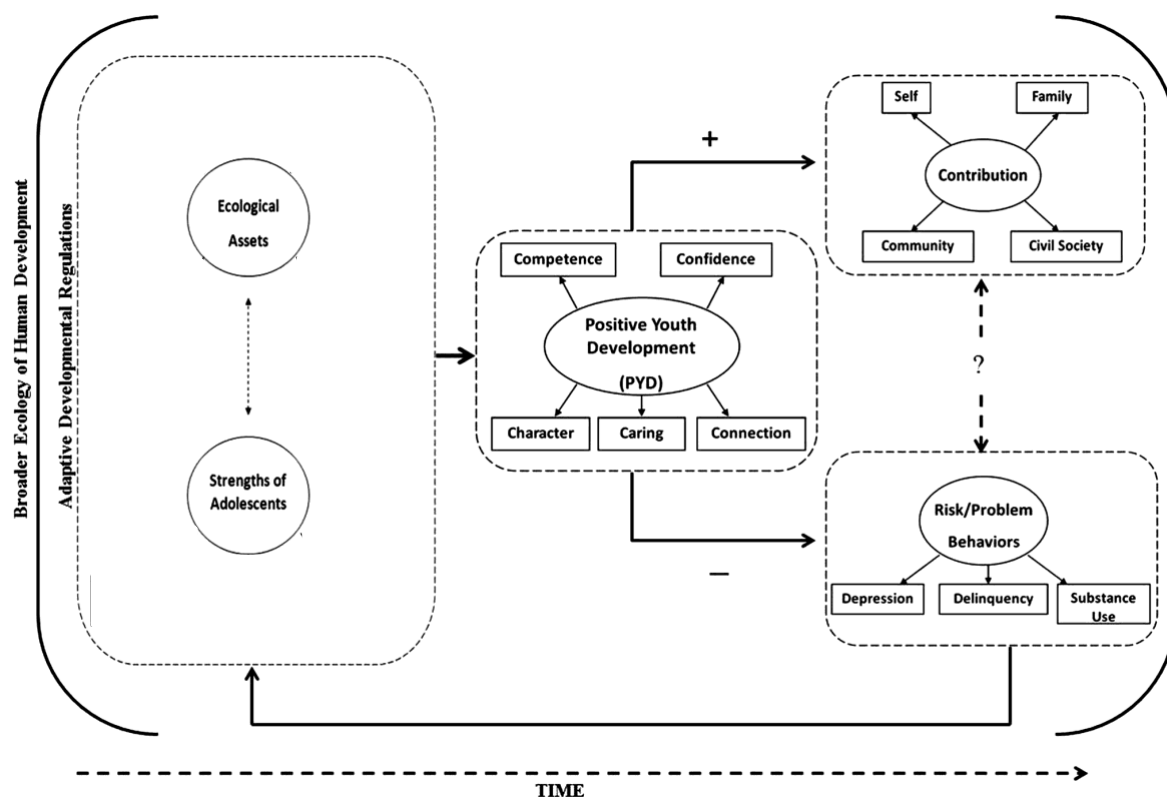 Broader Ecology of Human Development
Adaptive Developmental Regulations
Ecological
Assets
Strengths of
Adolescents
Competence
Confidence
Positive Youth
Development
(PYD)
Character
Caring
Connection
+
−
Self
Family
Contribution
Community
Civil Society
?
Risk/Problem
Behaviors
Depression
Delinquency
Substance
Use
TIME